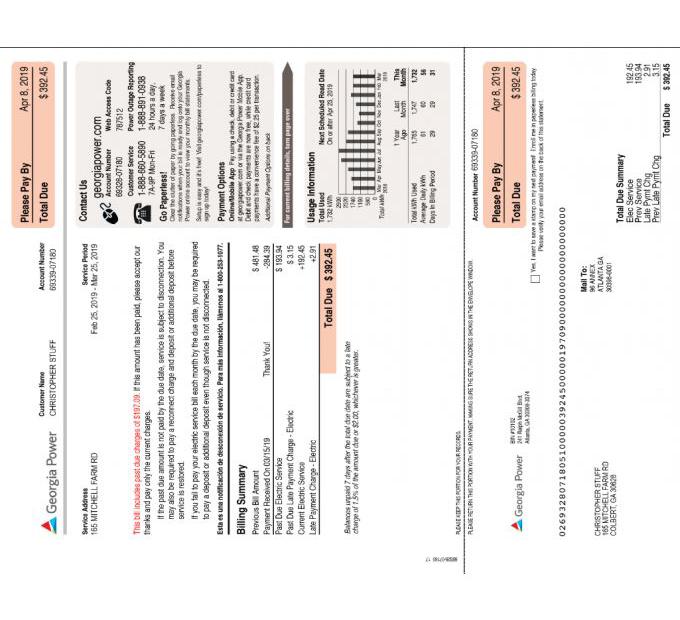 Georgia Power
Customer Name
CHRISTOPHER STUFF
Account Number
69339-07180
Please Pay By Apr 8, 2019
Total Due $ 392.45
Service Address
165 MITCHELL FARM RD
Service Period
Feb 25, 2019 - Mar 25, 2019
This bill includes past due charges of $197.09. If this amount has been paid, please accept our
thanks and pay only the current charges.
If the past due amount is not paid by the due date, service is subject to disconnection. You
may also be required to pay a reconnect charge and deposit or additional deposit before
service is restored.
If you fail to pay your electric service bill each month by the due date, you may be required
to pay a deposit or additional deposit even though service is not disconnected.
Esta es una notificación de desconexión de servicio. Para más información, llámenos al 1-800-253-1077.
Billing Summary
Previous Bill Amount $ 481.48
Payment Received On 03/15/19 Thank You! -284.39
Past Due Electric Service $ 193.94
Past Due Late Payment Charge - Electric $ 3.15
Current Electric Service +192.45
Late Payment Charge - Electric +2.91
Total Due $ 392.45
Balances unpaid 7 days after the total due date are subject to a late
charge of 1.5% of the amount due or $2.00, whichever is greater.
Contact Us
georgiapower.com
Account Number Web Access Code
69328-07180 787512
Customer Service Power Outage Reporting
1-888-660-5890 1-888-891-0938
7A-9P Mon-Fri 24 hours a day,
7 days a week
Go Paperless!
Clear the clutter of paper by going paperless. Receive email
notifications when your bill is ready and log onto your Georgia
Power online account to view your monthly bill statements.
Setup is easy and it's free! Visit georgiapower.com/paperless to
sign up today!
Payment Options
Online/Mobile App Pay using a check, debit or credit card
at georgiapower.com or via the Georgia Power Mobile App.
Debit and check payments are now free, while credit card
payments have a convenience fee of $2.25 per transaction.
Additional Payment Options on back
For current billing details, turn page over
Usage Information
Total Used Next Scheduled Read Date
1,732 kWh On or after Apr 23, 2019
1 Year Ago Last Month This Month
Total kWh Used 1,747 1,732
Average Daily kWh 61 60 56
Days In Billing Period 29 29 31
PLEASE KEEP THIS PORTION FOR YOUR RECORDS.
PLEASE RETURN THIS PORTION WITH YOUR PAYMENT, MAKING SURE THE RETURN ADDRESS SHOWS IN THE ENVELOPE WINDOW.
Georgia Power
BIN #10102
241 Ralph McGill Blvd.
Atlanta, GA 30308-3374
Account Number 69339-07180
Please Pay By Apr 8, 2019
Total Due $ 392.45
Please verify your email address on the back of this statement.
CHRISTOPHER STUFF
165 MITCHELL FARM RD
COLBERT, GA 30628
Mail To:
96 ANNEX
ATLANTA GA
30396-0001
Total Due Summary
Elec Service 192.45
Prev Service 193.94
Late Pymt Chg 2.91
Prev Late Pymt Chg 3.15
Total Due $ 392.45